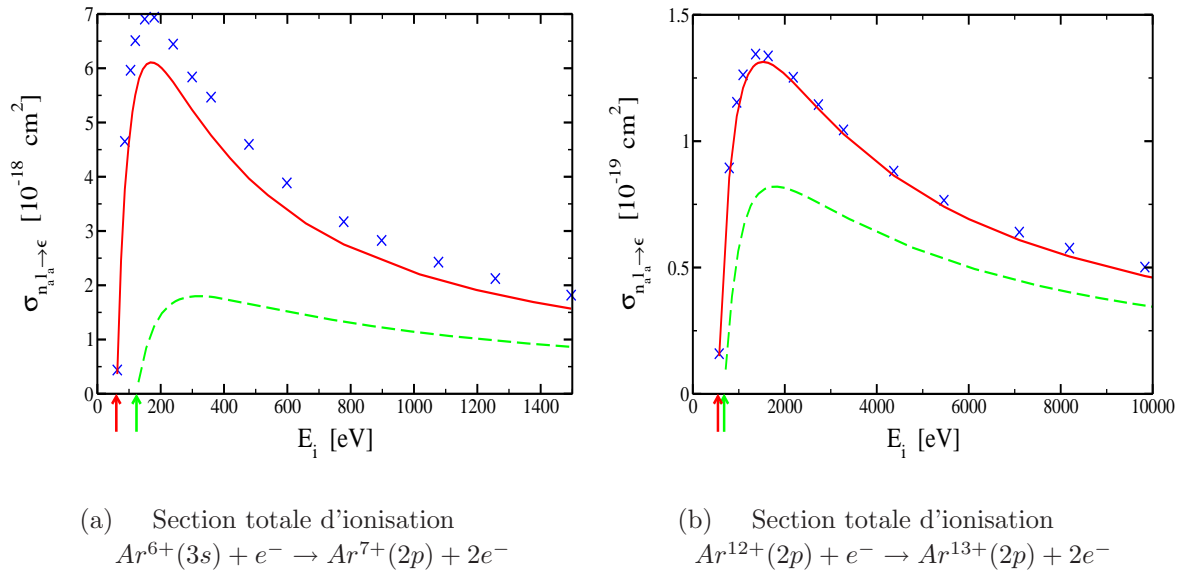 7
6
5
4
3
2
1
0
σ_{n_a l_a→ϵ} [10^{-18} cm^2]
0 200 400 600 800 1000 1200 1400
E_i [eV]
1.5
1
0.5
0
σ_{n_a l_a→ϵ} [10^{-19} cm^2]
0 2000 4000 6000 8000 10000
E_i [eV]
(a) Section totale d'ionisation
Ar^{6+}(3s) + e^- → Ar^{7+}(2p) + 2e^-
(b) Section totale d'ionisation
Ar^{12+}(2p) + e^- → Ar^{13+}(2p) + 2e^-